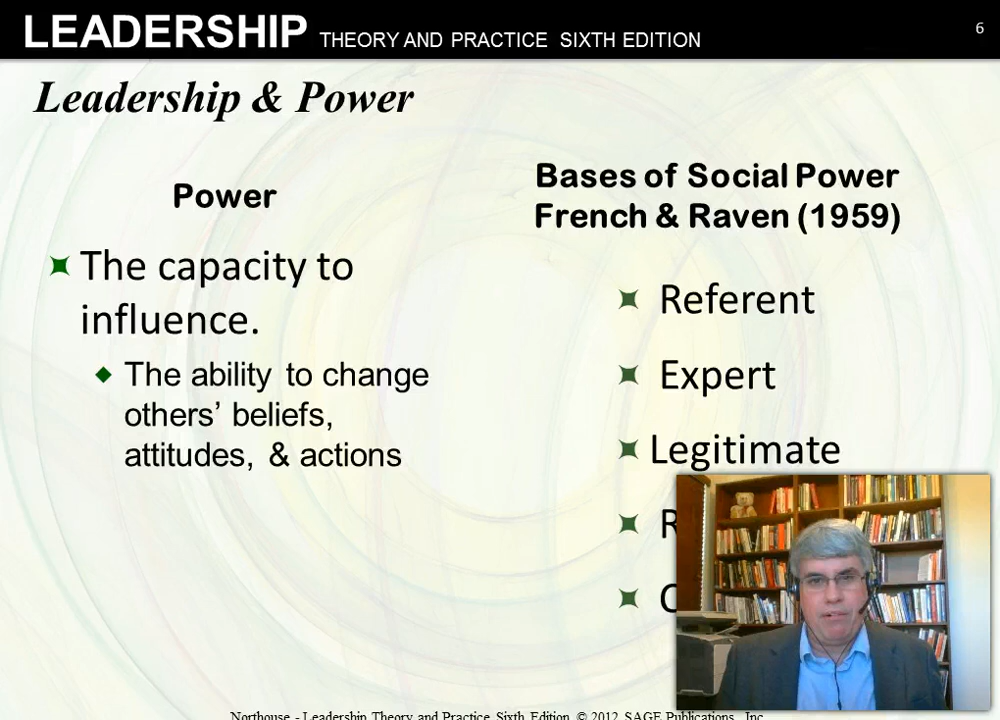 LEADERSHIP THEORY AND PRACTICE SIXTH EDITION
6
Leadership & Power
Power
The capacity to
influence.
The ability to change
others’ beliefs,
attitudes, & actions
Bases of Social Power
French & Raven (1959)
Referent
Expert
Legitimate
R
C
Northouse - Leadership Theory and Practice Sixth Edition © 2012 SAGE Publications, Inc.